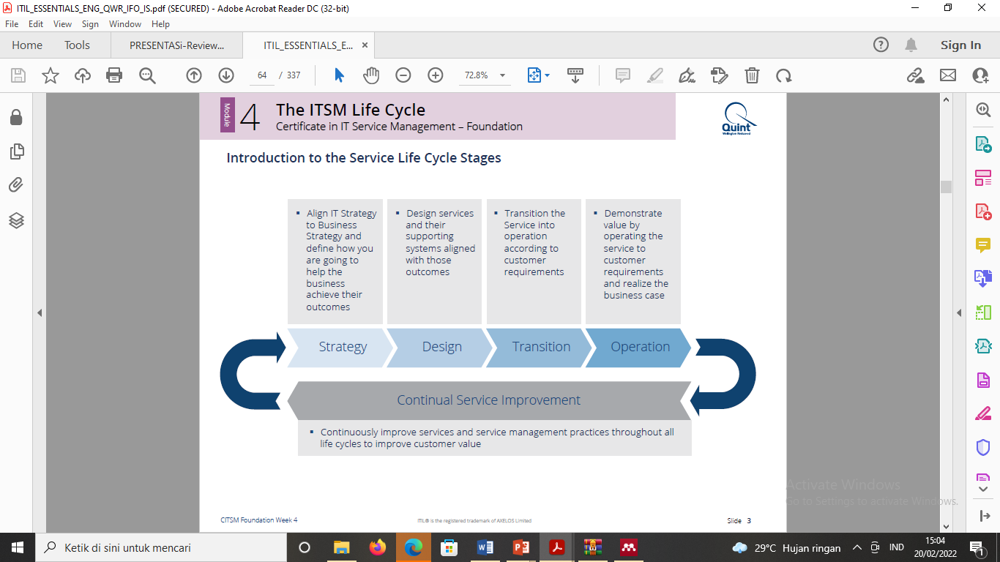 ITIL_ESSENTIALS_ENG_QWR_IFO_IS.pdf (SECURED) - Adobe Acrobat Reader DC (32-bit)
File Edit View Sign Window Help
Home Tools PRESENTASi-Review... ITIL_ESSENTIALS_E... Sign In
64 / 337 72.8%
Module
4
The ITSM Life Cycle
Certificate in IT Service Management – Foundation
Quint
Wellington Redwood
Introduction to the Service Life Cycle Stages
▪ Align IT Strategy
to Business
Strategy and
define how you
are going to
help the
business
achieve their
outcomes
▪ Design services
and their
supporting
systems aligned
with those
outcomes
▪ Transition the
Service into
operation
according to
customer
requirements
▪ Demonstrate
value by
operating the
service to
customer
requirements
and realize the
business case
Strategy Design Transition Operation
Continual Service Improvement
▪ Continuously improve services and service management practices throughout all
life cycles to improve customer value
Activate Windows
Go to Settings to activate Windows.
CITSM Foundation Week 4 ITIL® is the registered trademark of AXELOS Limited Slide 3
Ketik di sini untuk mencari
29°C Hujan ringan IND
15:04
20/02/2022
1